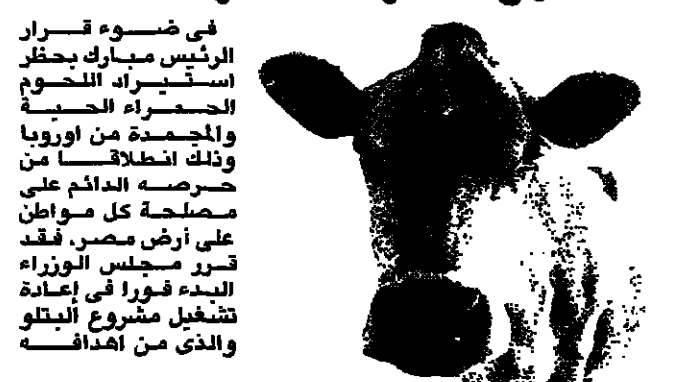 فى ضوء قرار
الرئيس مبارك بحظر
استيراد اللحوم
الحمراء الحية
والمجمدة من اوروبا
وذلك انطلاقا من
حرصه الدائم على
مصلحة كل مواطن
على أرض مصر. فقد
قرر مجلس الوزراء
البدء فورا فى إعادة
تشغيل مشروع ألبتلو
والذى من اهدافه